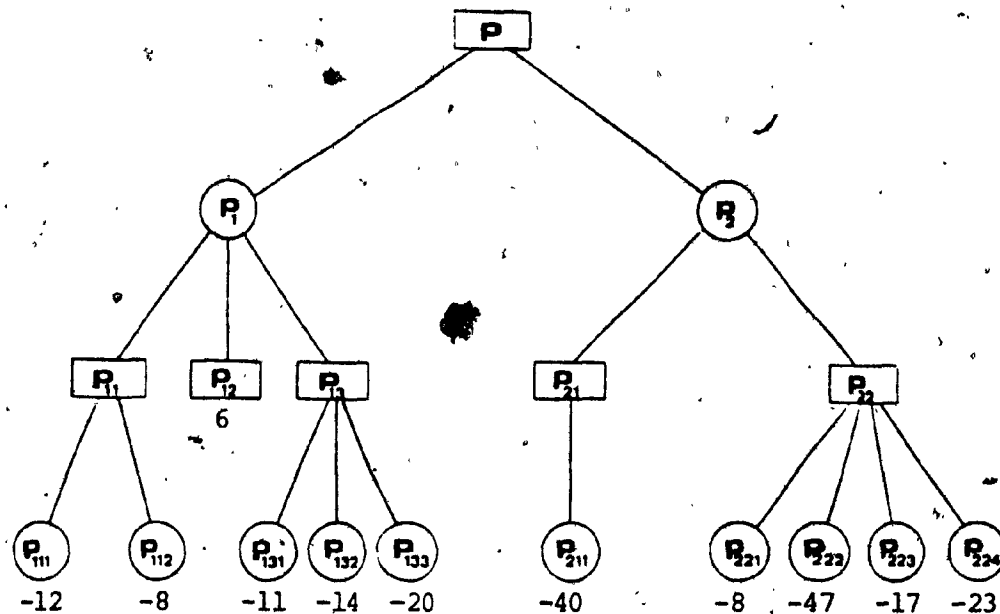 P
P₁ P₂
P₁₁ P₁₂ P₁₃ P₂₁ P₂₂
6
P₁₁₁ P₁₁₂ P₁₃₁ P₁₃₂ P₁₃₃ P₂₁₁ P₂₂₁ P₂₂₂ P₂₂₃ P₂₂₄
-12 -8 -11 -14 -20 -40 -8 -47 -17 -23